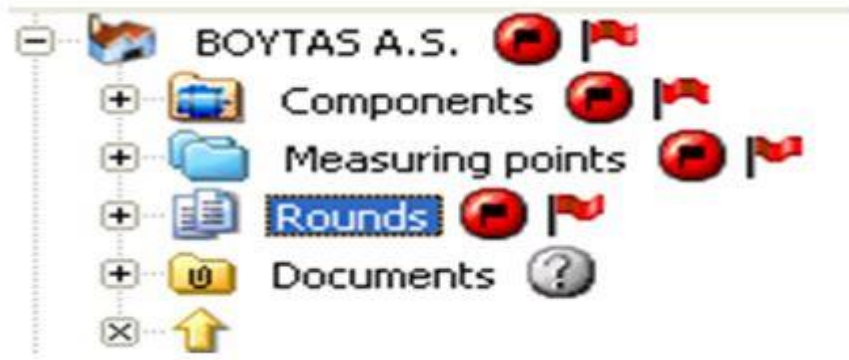 BOYTAS A.S.
Components
Measuring points
Rounds
Documents